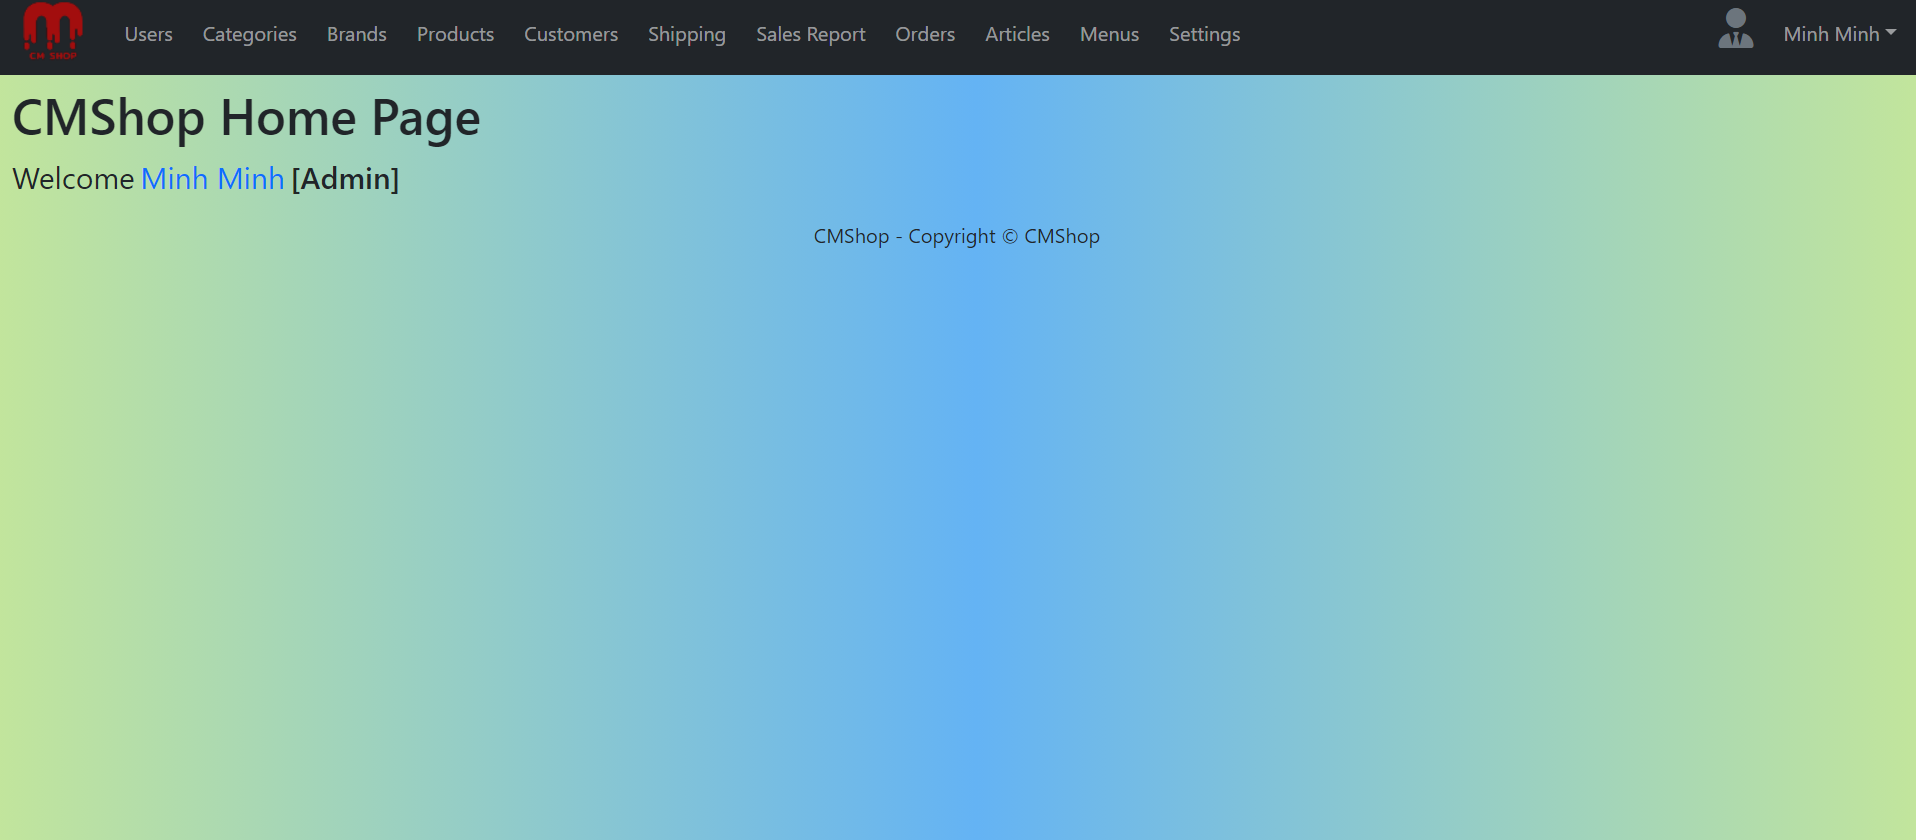 CM SHOP
Users Categories Brands Products Customers Shipping Sales Report Orders Articles Menus Settings Minh Minh
CMShop Home Page
Welcome Minh Minh [Admin]
CMShop - Copyright © CMShop